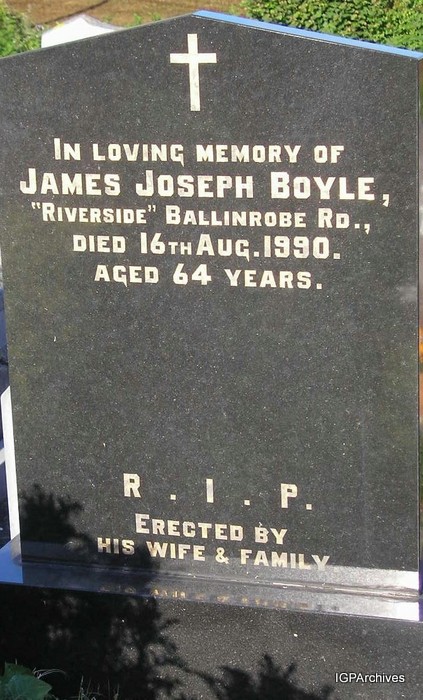 IN LOVING MEMORY OF
JAMES JOSEPH BOYLE,
"RIVERSIDE" BALLINROBE RD.,
DIED 16TH AUG. 1990.
AGED 64 YEARS.
R . I . P.
ERECTED BY
HIS WIFE & FAMILY
IGPArchives